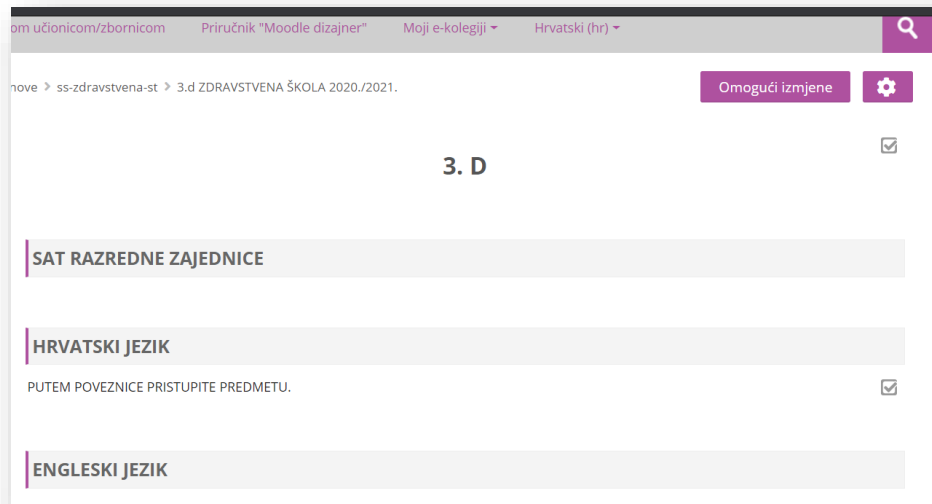 om učionicom/zbornicom Priručnik "Moodle dizajner" Moji e-kolegiji Hrvatski (hr)
nove > ss-zdravstvena-st > 3.d ZDRAVSTVENA ŠKOLA 2020./2021. Omogući izmjene
3. D
SAT RAZREDNE ZAJEDNICE
HRVATSKI JEZIK
PUTEM POVEZNICE PRISTUPITE PREDMETU.
ENGLESKI JEZIK